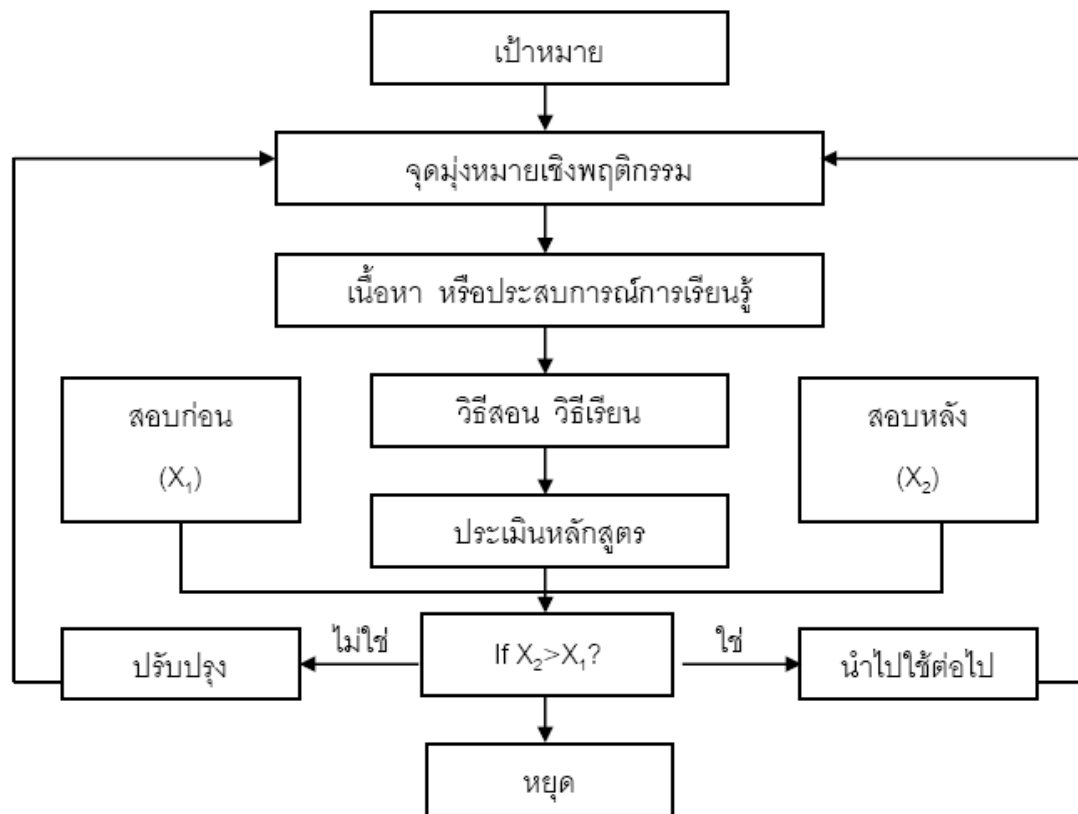 เป้าหมาย
จุดมุ่งหมายเชิงพฤติกรรม
เนื้อหา หรือประสบการณ์การเรียนรู้
สอบก่อน
(X₁)
วิธีสอน วิธีเรียน
สอบหลัง
(X₂)
ประเมินหลักสูตร
ปรับปรุง
ไม่ใช่
If X₂>X₁?
ใช่
นำไปใช้ต่อไป
หยุด